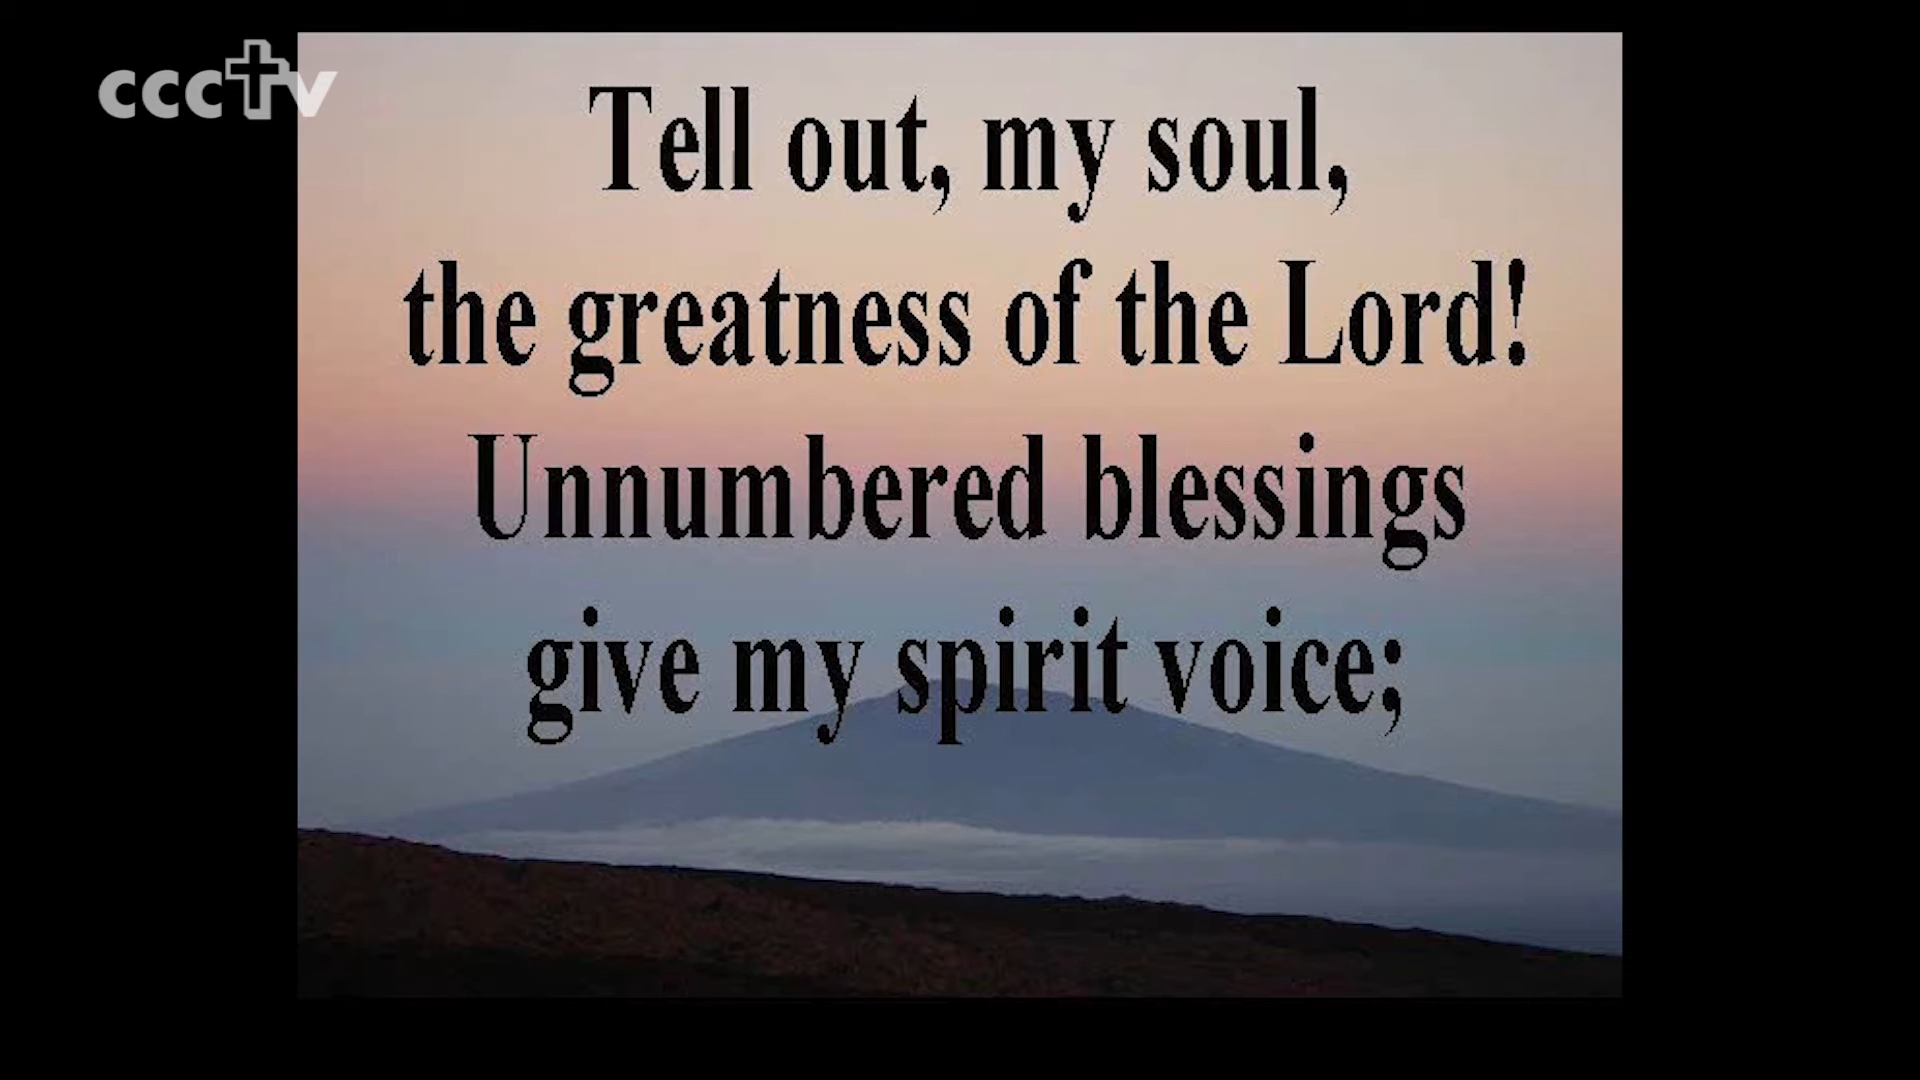 ccctv
Tell out, my soul,
the greatness of the Lord!
Unnumbered blessings
give my spirit voice;